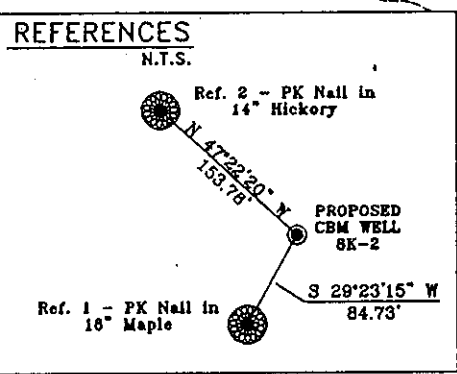 REFERENCES
N.T.S.
Ref. 2 - PK Nail in
14" Hickory
N 47°22'20" W
153.78'
PROPOSED
CBM WELL
8K-2
S 29°23'15" W
84.73'
Ref. 1 - PK Nail in
18" Maple